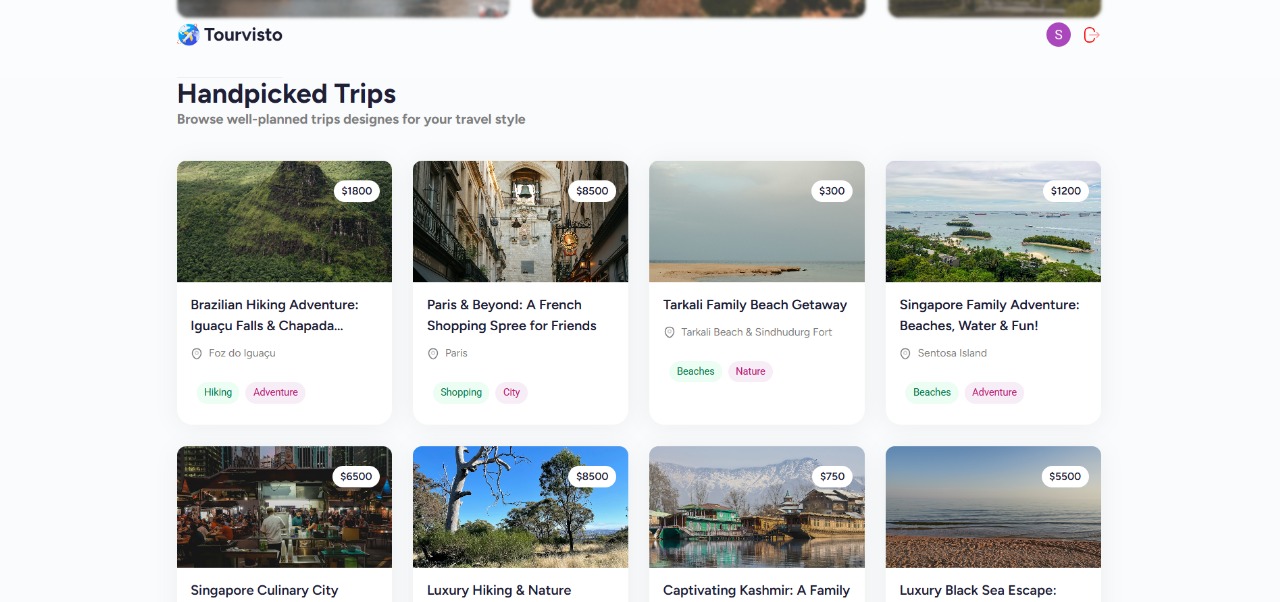 Tourvisto
S
Handpicked Trips
Browse well-planned trips designes for your travel style
$1800
$8500
$300
$1200
Brazilian Hiking Adventure:
Iguaçu Falls & Chapada...
Foz do Iguaçu
Hiking Adventure
Paris & Beyond: A French
Shopping Spree for Friends
Paris
Shopping City
Tarkali Family Beach Getaway
Tarkali Beach & Sindhudurg Fort
Beaches Nature
Singapore Family Adventure:
Beaches, Water & Fun!
Sentosa Island
Beaches Adventure
$6500
$8500
$750
$5500
Singapore Culinary City
Luxury Hiking & Nature
Captivating Kashmir: A Family
Luxury Black Sea Escape: